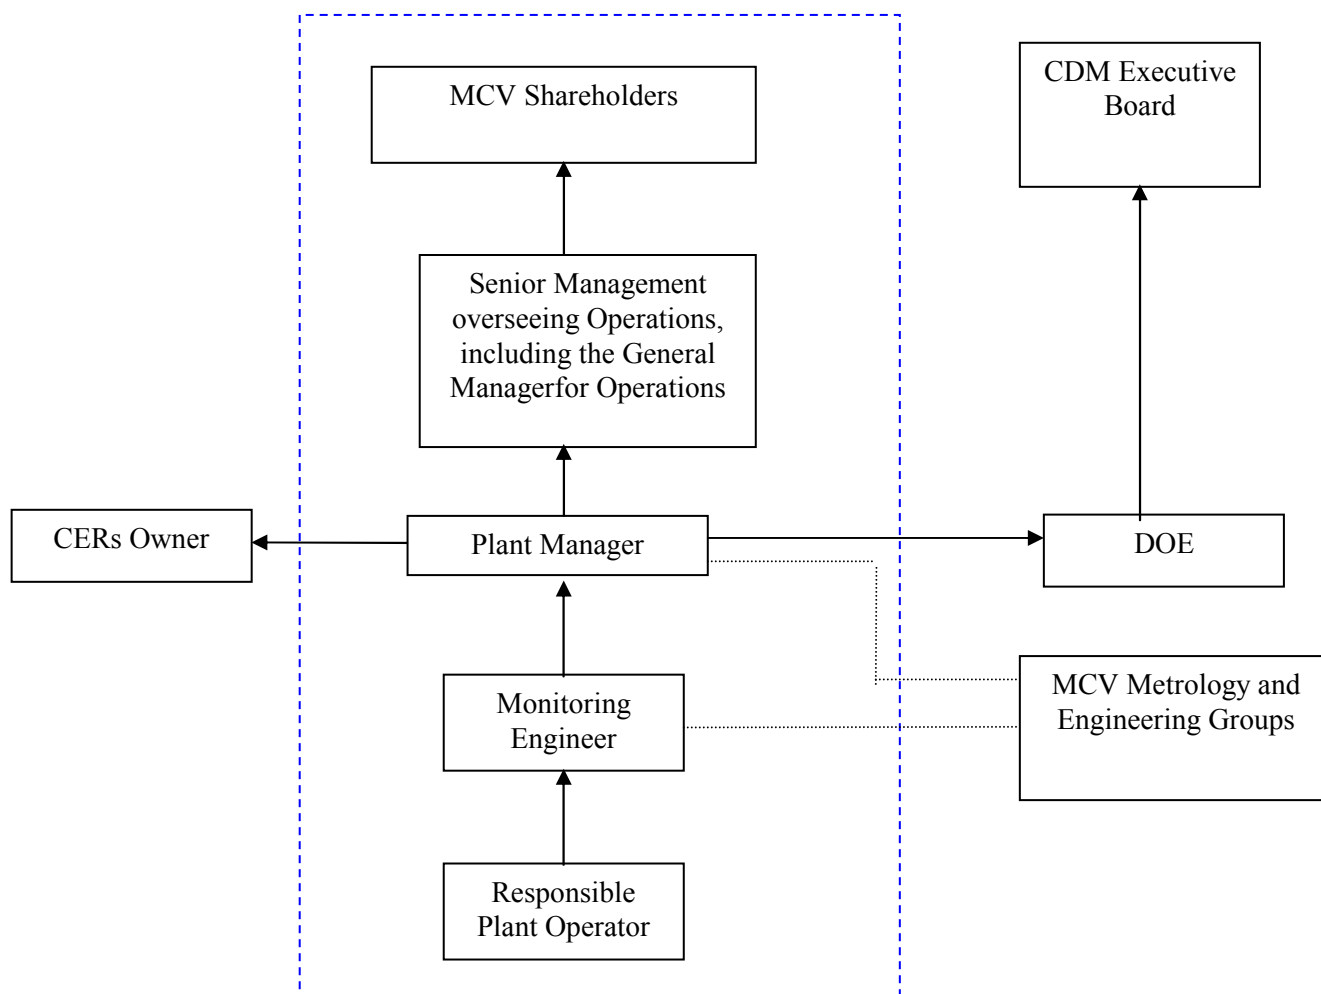 MCV Shareholders
CDM Executive
Board
Senior Management
overseeing Operations,
including the General
Managerfor Operations
CERs Owner
Plant Manager
DOE
Monitoring
Engineer
MCV Metrology and
Engineering Groups
Responsible
Plant Operator